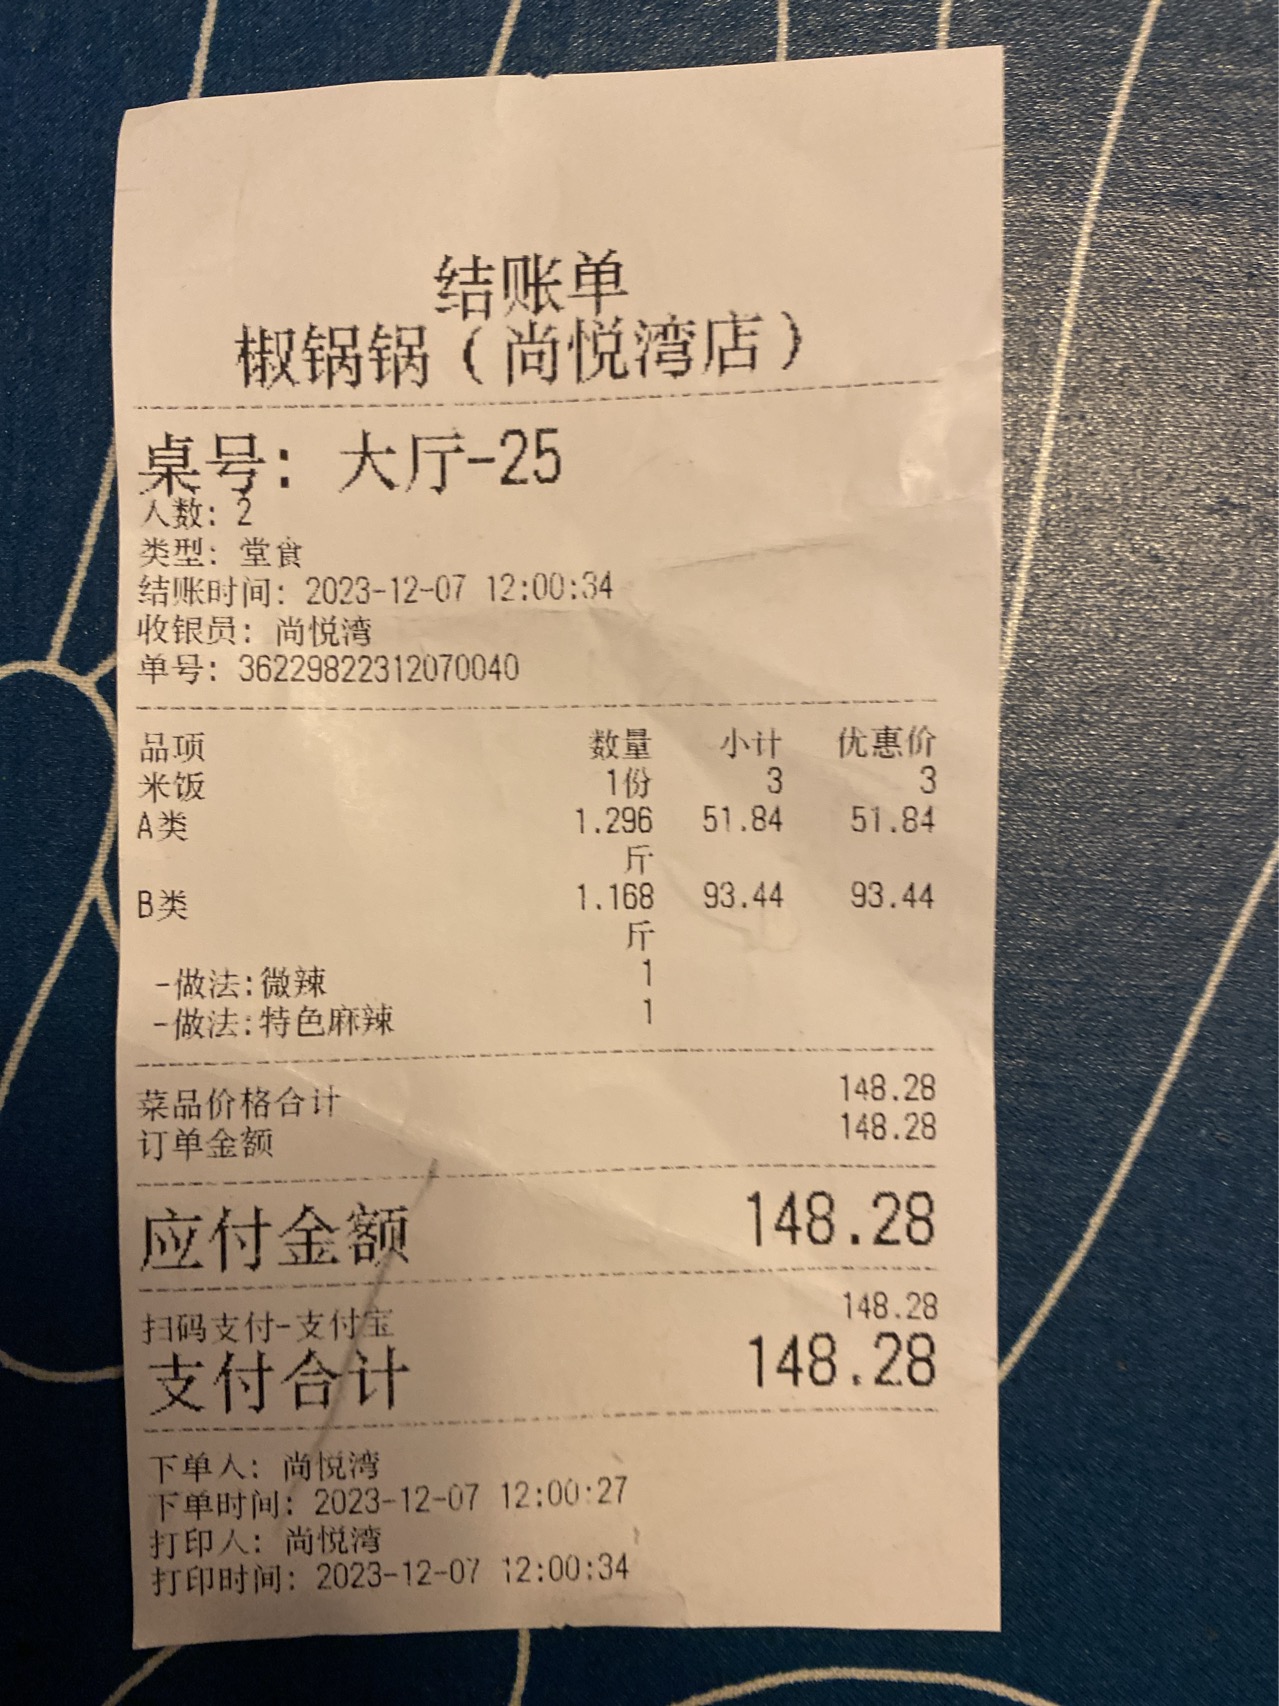 结账单
椒锅锅（尚悦湾店）
桌号: 大厅-25
人数: 2
类型: 堂食
结账时间: 2023-12-07 12:00:34
收银员: 尚悦湾
单号: 36229822312070040
品项 数量 小计 优惠价
米饭 1份 3 3
A类 1.296 51.84 51.84
斤
B类 1.168 93.44 93.44
斤
-做法:微辣 1
-做法:特色麻辣 1
菜品价格合计 148.28
订单金额 148.28
应付金额 148.28
扫码支付-支付宝 148.28
支付合计 148.28
下单人: 尚悦湾
下单时间: 2023-12-07 12:00:27
打印人: 尚悦湾
打印时间: 2023-12-07 12:00:34